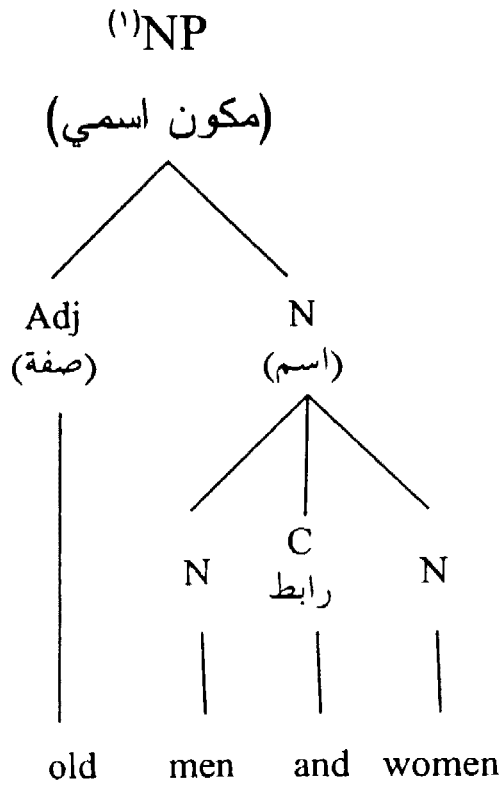 (١)NP
(مكون اسمي)
Adj N
(صفة) (اسم)
N C N
رابط
old men and women